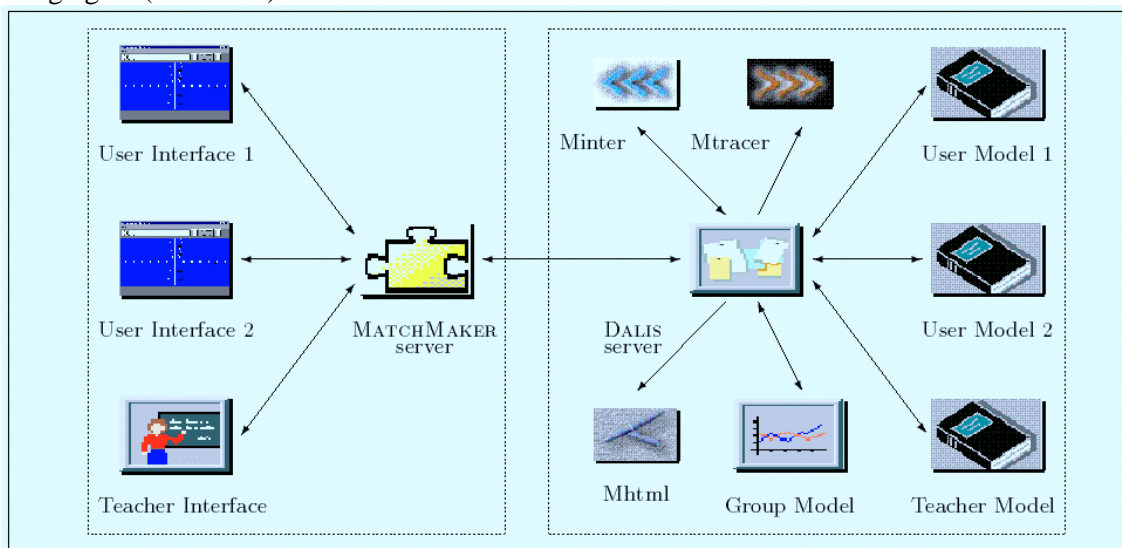 User Interface 1
User Interface 2
Teacher Interface
MATCHMAKER
server
Minter
Mtracer
DALIS
server
Mhtml
Group Model
User Model 1
User Model 2
Teacher Model